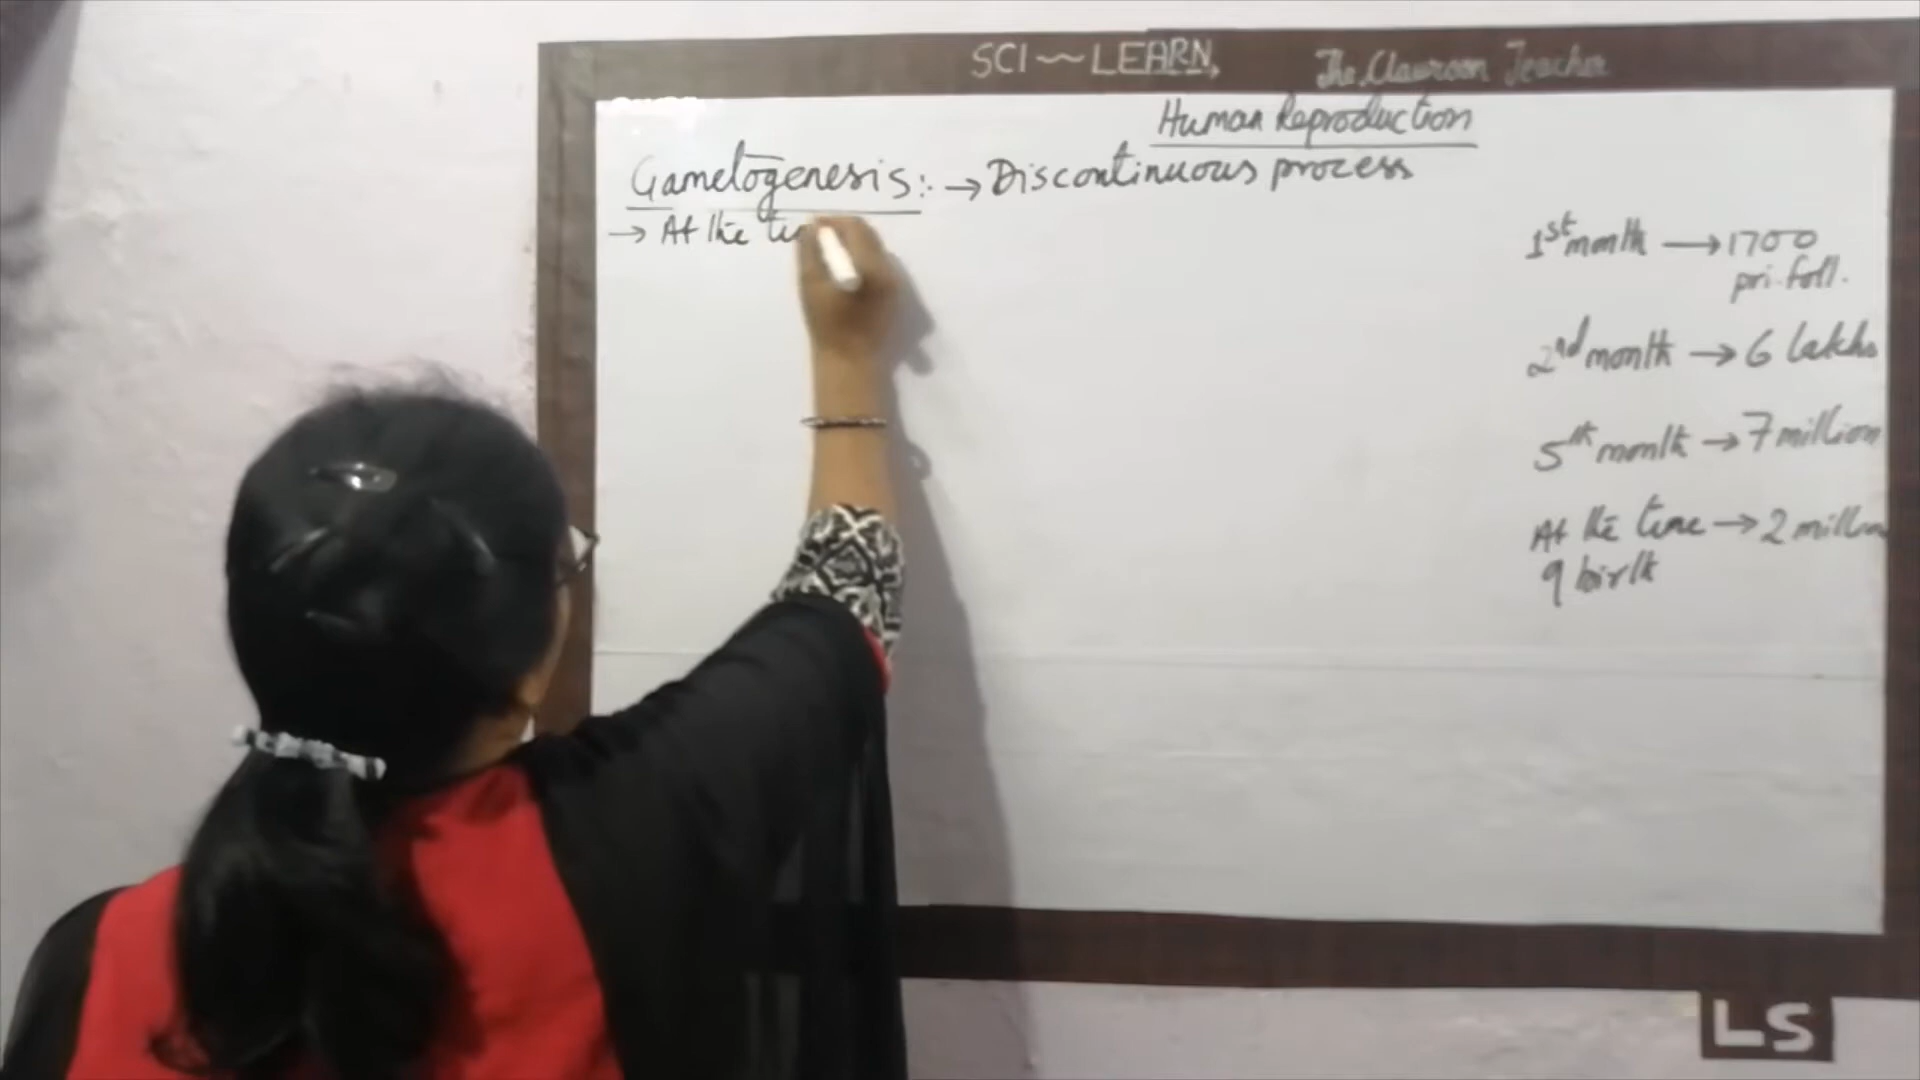 SCI~LEARN,
The Classroom Teacher
Human Reproduction
Gametogenesis:- → Discontinuous process
→ At the
1st month → 1700
pri. foll.
2nd month → 6 lakhs
5th month → 7 million
At the time → 2 million
of birth
LS